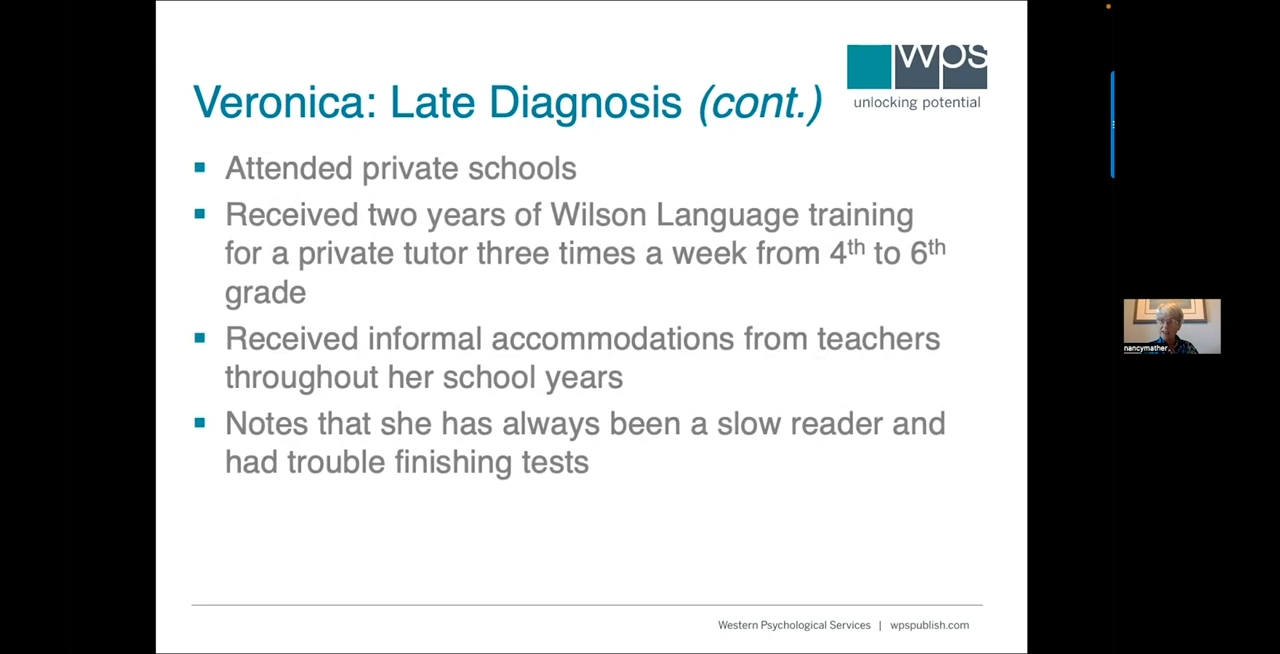 wps
unlocking potential
Veronica: Late Diagnosis (cont.)
▪ Attended private schools
▪ Received two years of Wilson Language training
for a private tutor three times a week from 4th to 6th
grade
▪ Received informal accommodations from teachers
throughout her school years
▪ Notes that she has always been a slow reader and
had trouble finishing tests
nancymather
Western Psychological Services | wpspublish.com